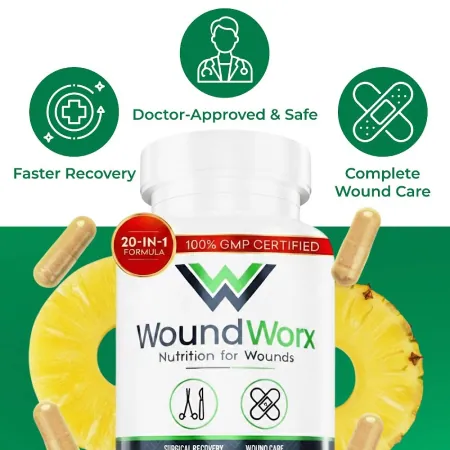 Doctor-Approved & Safe
Faster Recovery
Complete
Wound Care
20-IN-1
FORMULA
100% GMP CERTIFIED
WoundWorx
Nutrition for Wounds
SURGICAL RECOVERY
WOUND CARE